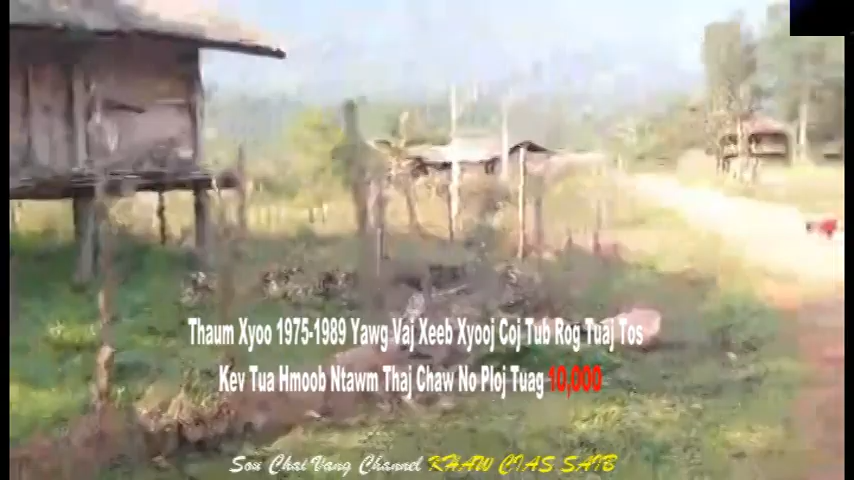 Thaum Xyoo 1975-1989 Yawg Vaj Xeeb Xyooj Coj Tub Rog Tuaj Tos
Kev Tua Hmoob Ntawm Thaj Chaw No Ploj Tuag 10,000
Sox Chai Vang Channel KHAW CIAS SAIB